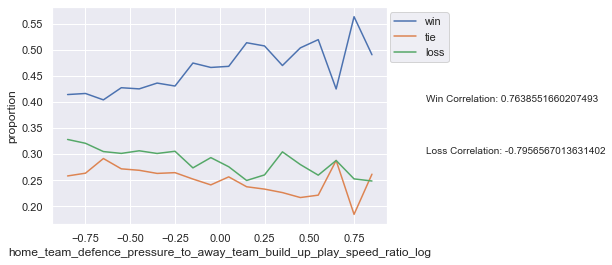 0.55
0.50
0.45
0.40
0.35
0.30
0.25
0.20
proportion
−0.75 −0.50 −0.25 0.00 0.25 0.50 0.75
home_team_defence_pressure_to_away_team_build_up_play_speed_ratio_log
win
tie
loss
Win Correlation: 0.7638551660207493
Loss Correlation: -0.7956567013631402